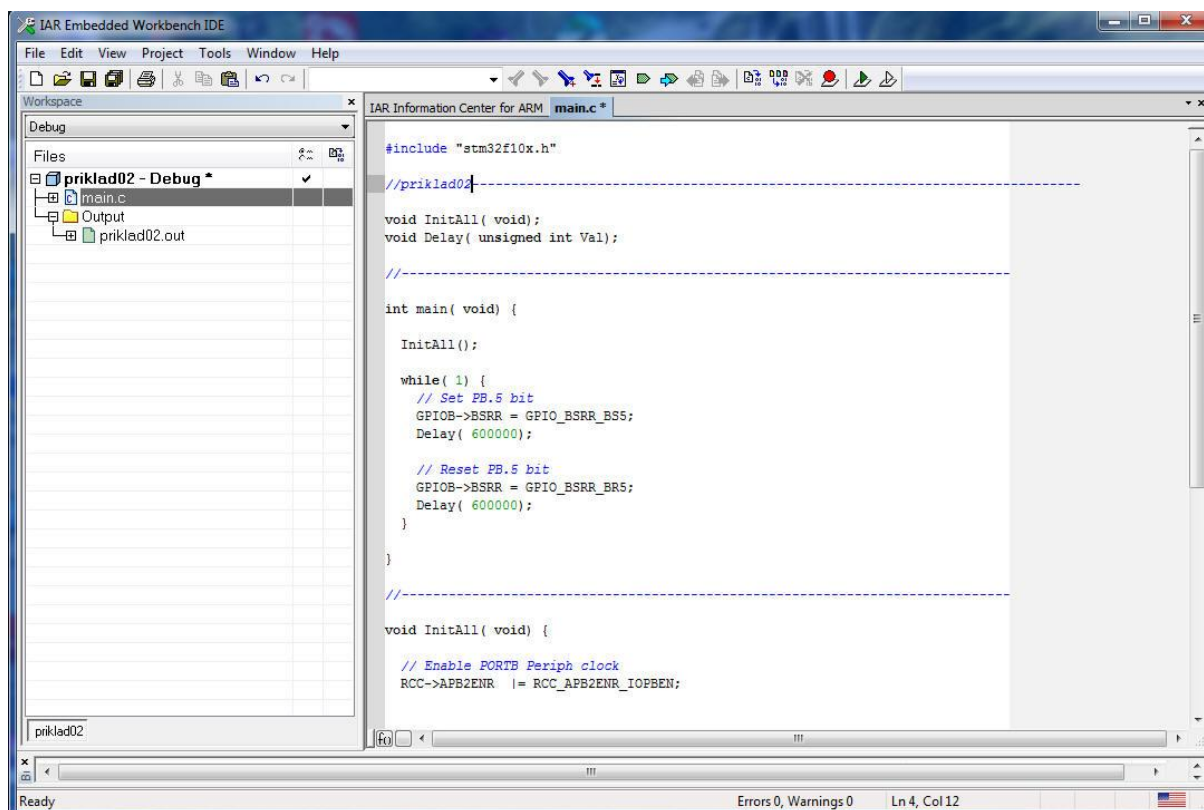 IAR Embedded Workbench IDE
File Edit View Project Tools Window Help
Workspace
Debug
Files
priklad02 - Debug *
main.c
Output
priklad02.out
priklad02
IAR Information Center for ARM main.c *
#include "stm32f10x.h"
//priklad02------------------------------------------------------------------------------
void InitAll( void);
void Delay( unsigned int Val);
//------------------------------------------------------------------------------
int main( void) {
InitAll();
while( 1) {
// Set PB.5 bit
GPIOB->BSRR = GPIO_BSRR_BS5;
Delay( 600000);
// Reset PB.5 bit
GPIOB->BSRR = GPIO_BSRR_BR5;
Delay( 600000);
}
}
//------------------------------------------------------------------------------
void InitAll( void) {
// Enable PORTB Periph clock
RCC->APB2ENR |= RCC_APB2ENR_IOPBEN;
f()
Ready Errors 0, Warnings 0 Ln 4, Col 12